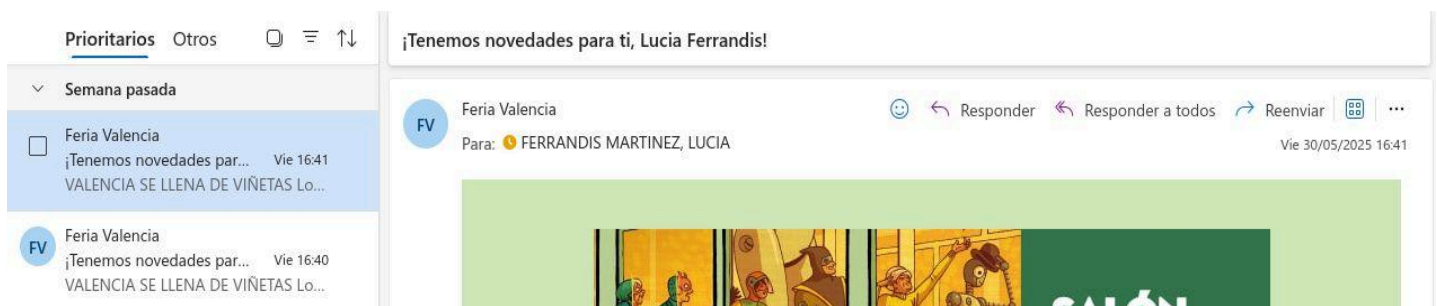 Prioritarios Otros
Semana pasada
Feria Valencia
¡Tenemos novedades par... Vie 16:41
VALENCIA SE LLENA DE VIÑETAS Lo...
FV
Feria Valencia
¡Tenemos novedades par... Vie 16:40
VALENCIA SE LLENA DE VIÑETAS Lo...
¡Tenemos novedades para ti, Lucia Ferrandis!
FV
Feria Valencia
Responder Responder a todos Reenviar
Para: FERRANDIS MARTINEZ, LUCIA
Vie 30/05/2025 16:41
SALÓN